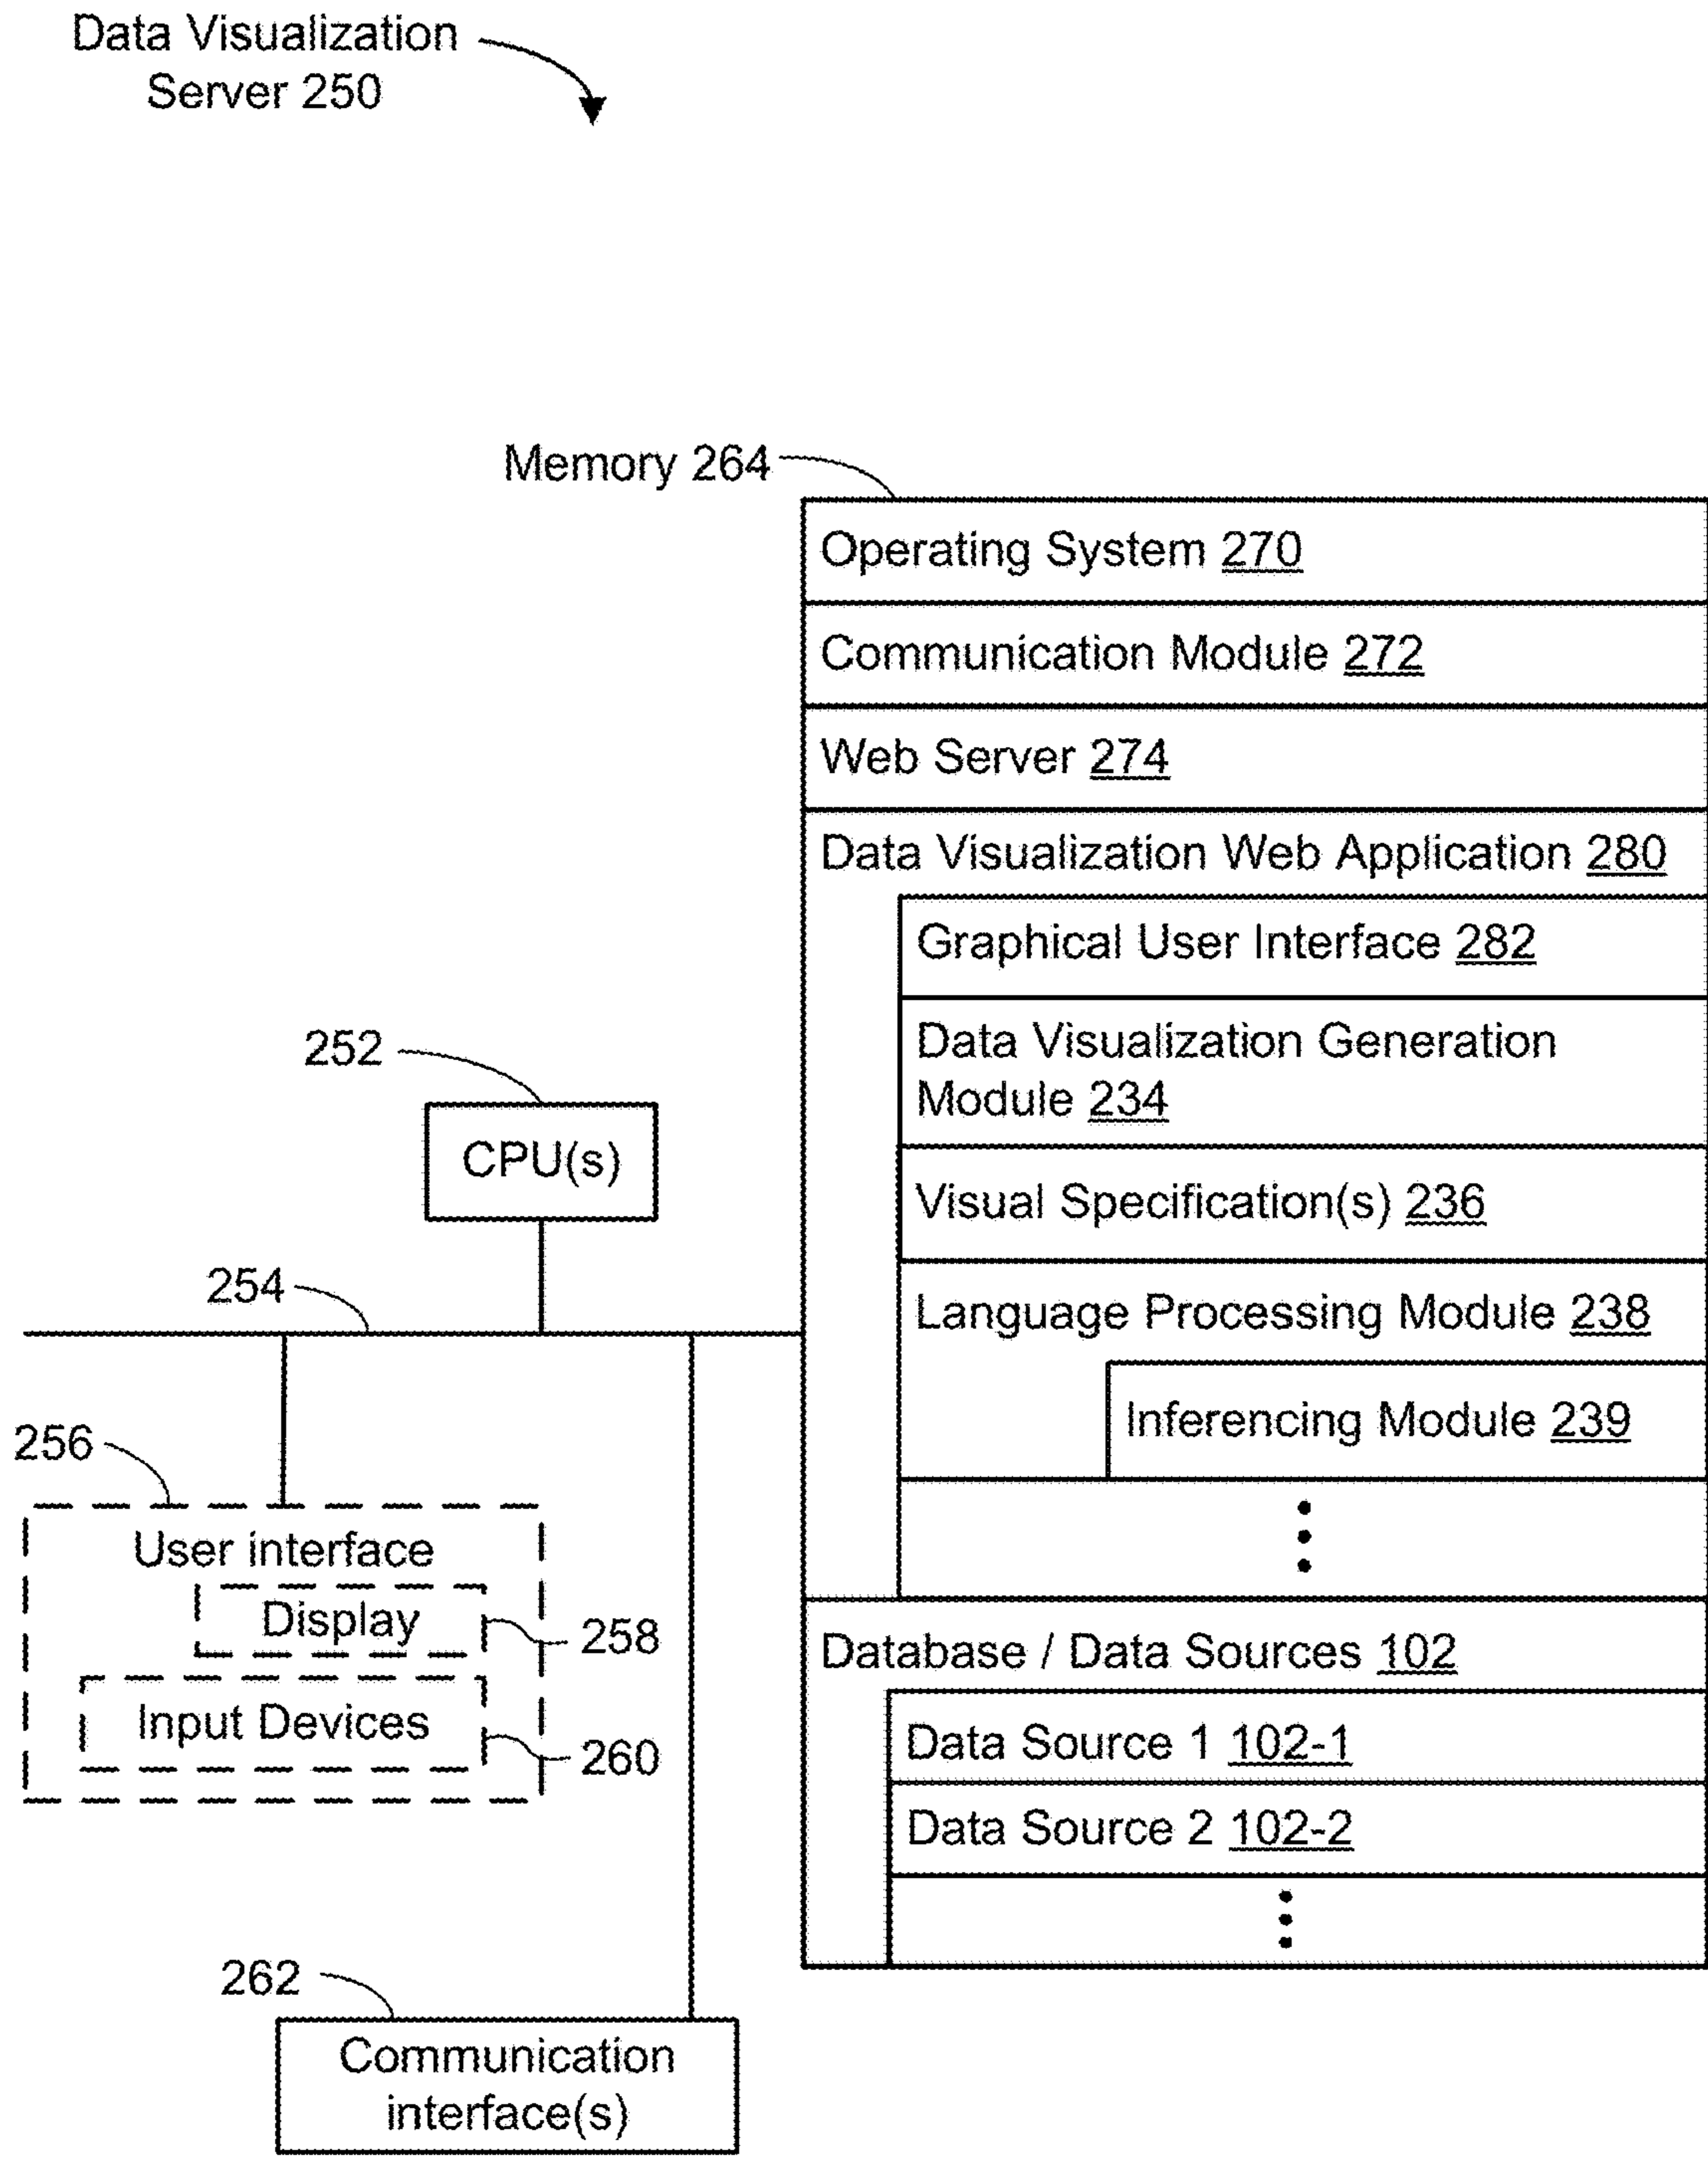 Data Visualization
Server 250
Memory 264
Operating System 270
Communication Module 272
Web Server 274
Data Visualization Web Application 280
Graphical User Interface 282
Data Visualization Generation
Module 234
Visual Specification(s) 236
Language Processing Module 238
Inferencing Module 239
Database / Data Sources 102
Data Source 1 102-1
Data Source 2 102-2
252
CPU(s)
254
256
User interface
Display
258
Input Devices
260
262
Communication
interface(s)